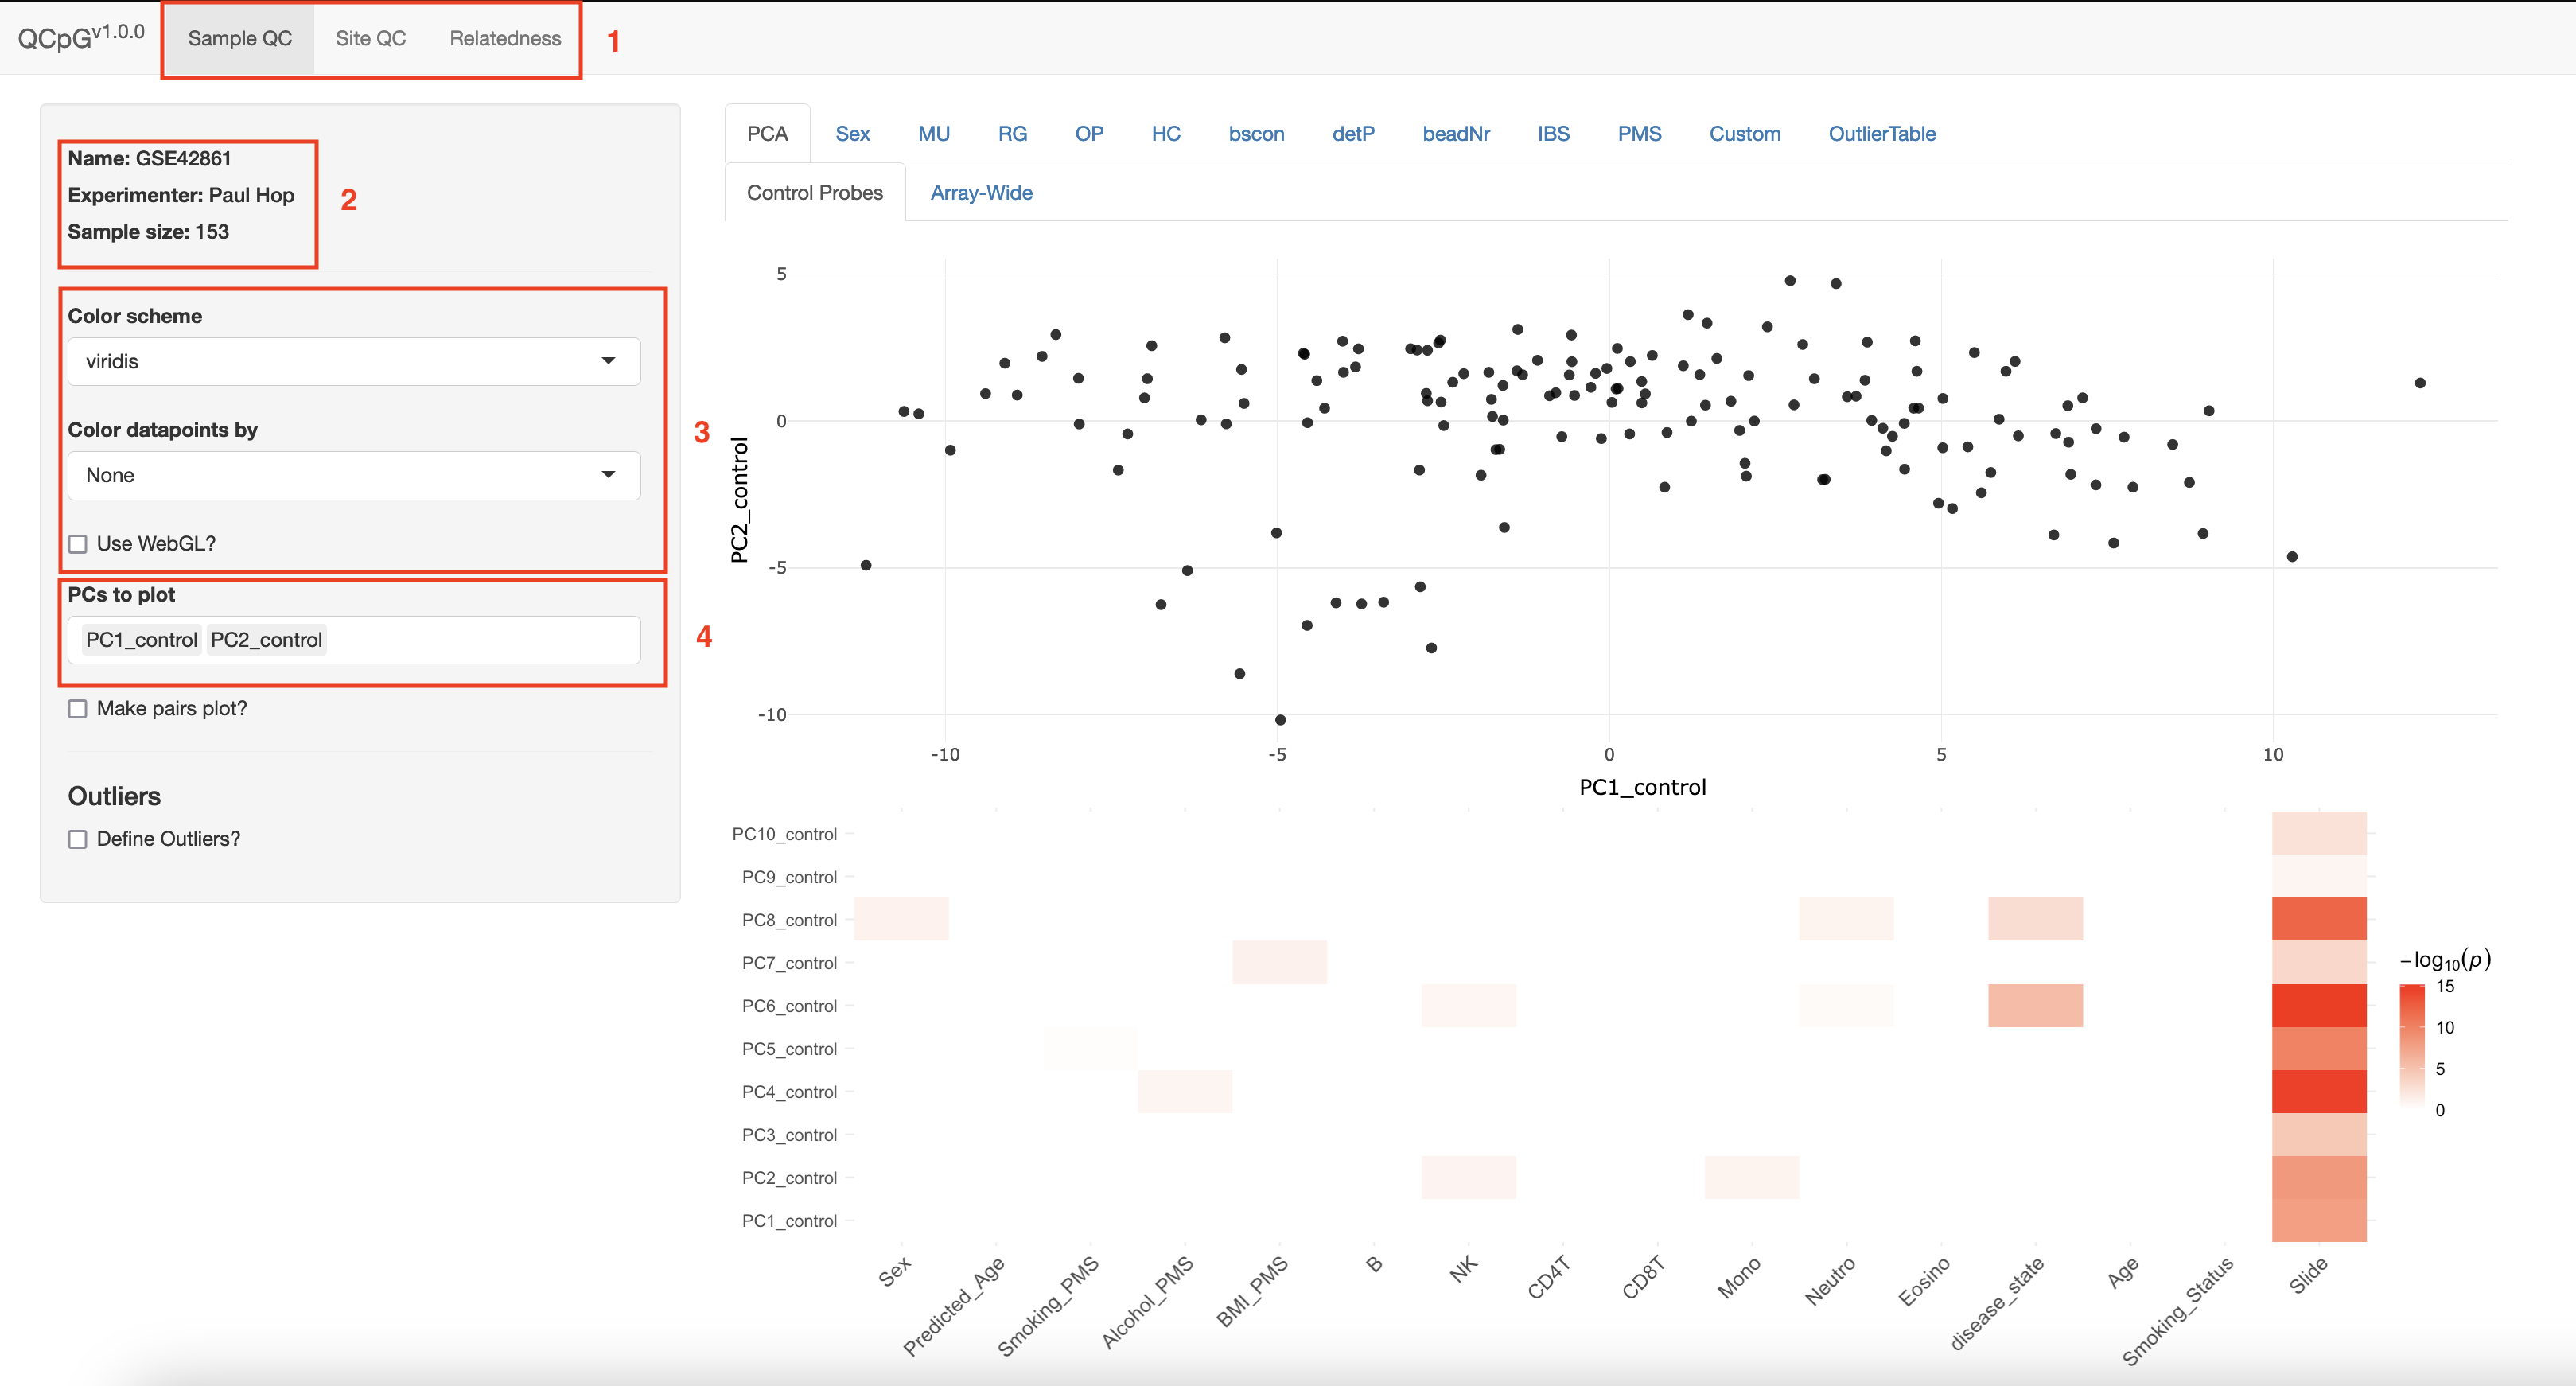 QCpG v1.0.0 Sample QC Site QC Relatedness 1
Name: GSE42861
Experimenter: Paul Hop
Sample size: 153
2
Color scheme
viridis
Color datapoints by
None
Use WebGL?
3
PCs to plot
PC1_control PC2_control
4
Make pairs plot?
Outliers
Define Outliers?
PCA Sex MU RG OP HC bscon detP beadNr IBS PMS Custom OutlierTable
Control Probes Array-Wide
5
0
-5
-10
PC2_control
-10 -5 0 5 10
PC1_control
PC10_control
PC9_control
PC8_control
PC7_control
PC6_control
PC5_control
PC4_control
PC3_control
PC2_control
PC1_control
Sex Predicted_Age Smoking_PMS Alcohol_PMS BMI_PMS B NK CD4T CD8T Mono Neutro Eosino disease_state Age Smoking_Status Slide
−log10(p)
15
10
5
0